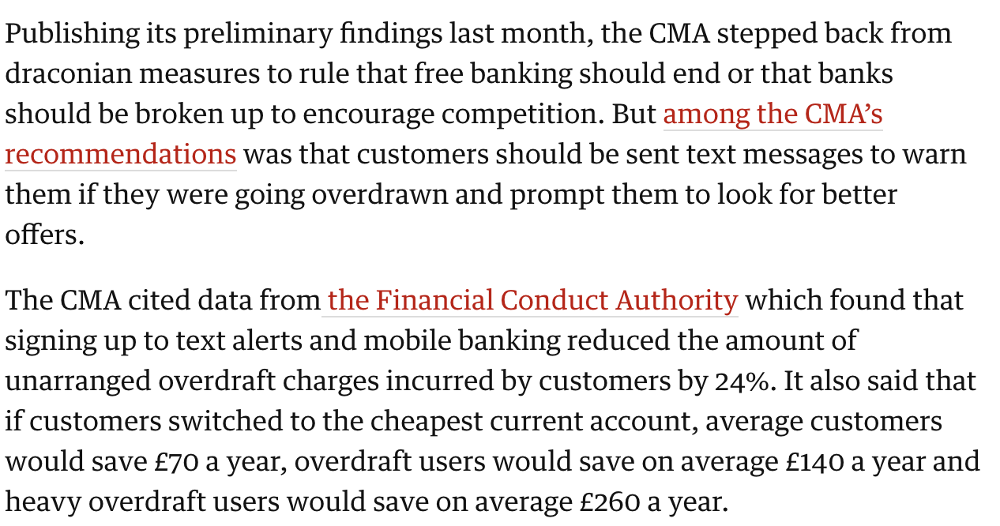 Publishing its preliminary findings last month, the CMA stepped back from
draconian measures to rule that free banking should end or that banks
should be broken up to encourage competition. But among the CMA’s
recommendations was that customers should be sent text messages to warn
them if they were going overdrawn and prompt them to look for better
offers.
The CMA cited data from the Financial Conduct Authority which found that
signing up to text alerts and mobile banking reduced the amount of
unarranged overdraft charges incurred by customers by 24%. It also said that
if customers switched to the cheapest current account, average customers
would save £70 a year, overdraft users would save on average £140 a year and
heavy overdraft users would save on average £260 a year.